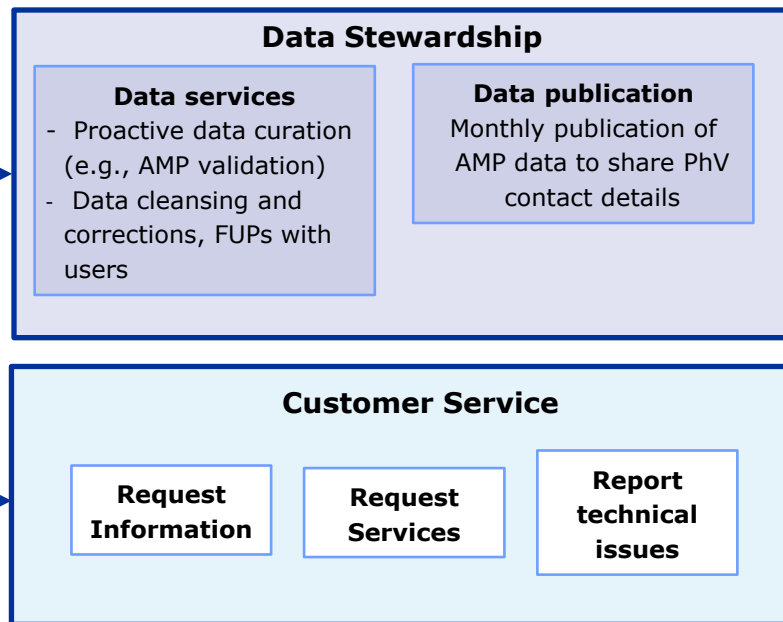 Data Stewardship
Data services
- Proactive data curation
(e.g., AMP validation)
- Data cleansing and
corrections, FUPs with
users
Data publication
Monthly publication of
AMP data to share PhV
contact details
Customer Service
Request
Information
Request
Services
Report
technical
issues